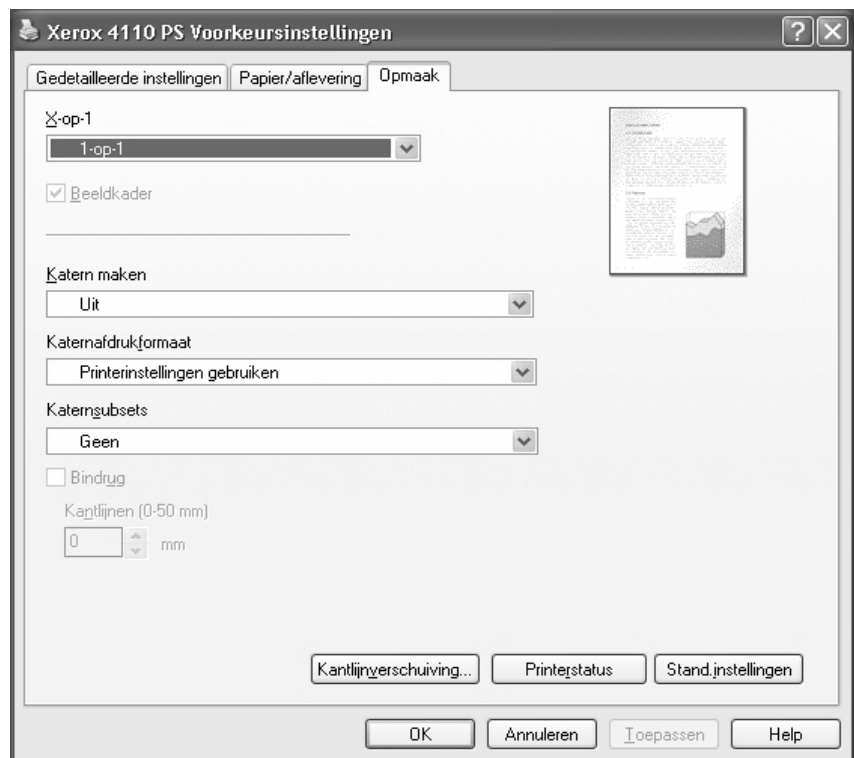 Xerox 4110 PS Voorkeursinstellingen
Gedetailleerde instellingen Papier/aflevering Opmaak
X-op-1
1-op-1
Beeldkader
Katern maken
Uit
Katernafdrukformaat
Printerinstellingen gebruiken
Katernsubsets
Geen
Bindrug
Kantlijnen (0-50 mm)
0 mm
Kantlijnverschuiving... Printerstatus Stand.instellingen
OK Annuleren Toepassen Help